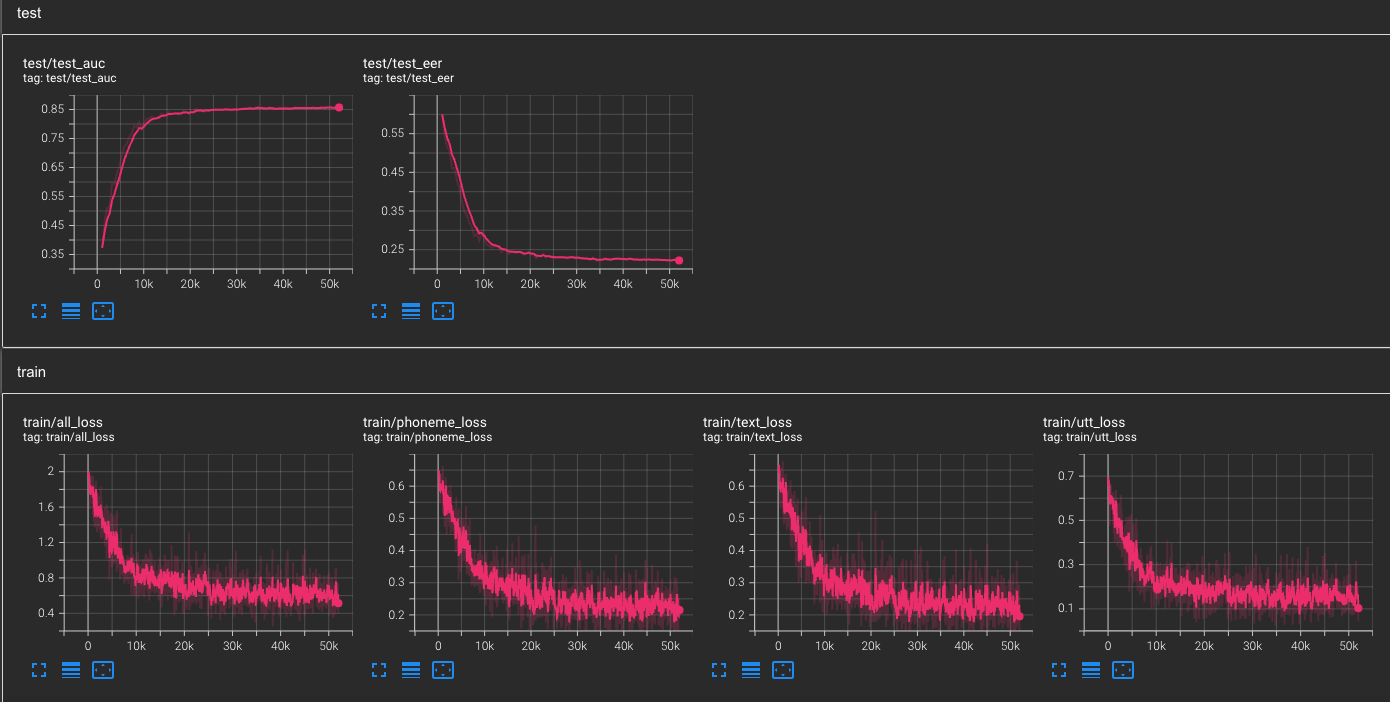 test
test/test_auc
tag: test/test_auc
0.85
0.75
0.65
0.55
0.45
0.35
0 10k 20k 30k 40k 50k
test/test_eer
tag: test/test_eer
0.55
0.45
0.35
0.25
0 10k 20k 30k 40k 50k
train
train/all_loss
tag: train/all_loss
2
1.6
1.2
0.8
0.4
0 10k 20k 30k 40k 50k
train/phoneme_loss
tag: train/phoneme_loss
0.6
0.5
0.4
0.3
0.2
0 10k 20k 30k 40k 50k
train/text_loss
tag: train/text_loss
0.6
0.5
0.4
0.3
0.2
0 10k 20k 30k 40k 50k
train/utt_loss
tag: train/utt_loss
0.7
0.5
0.3
0.1
0 10k 20k 30k 40k 50k